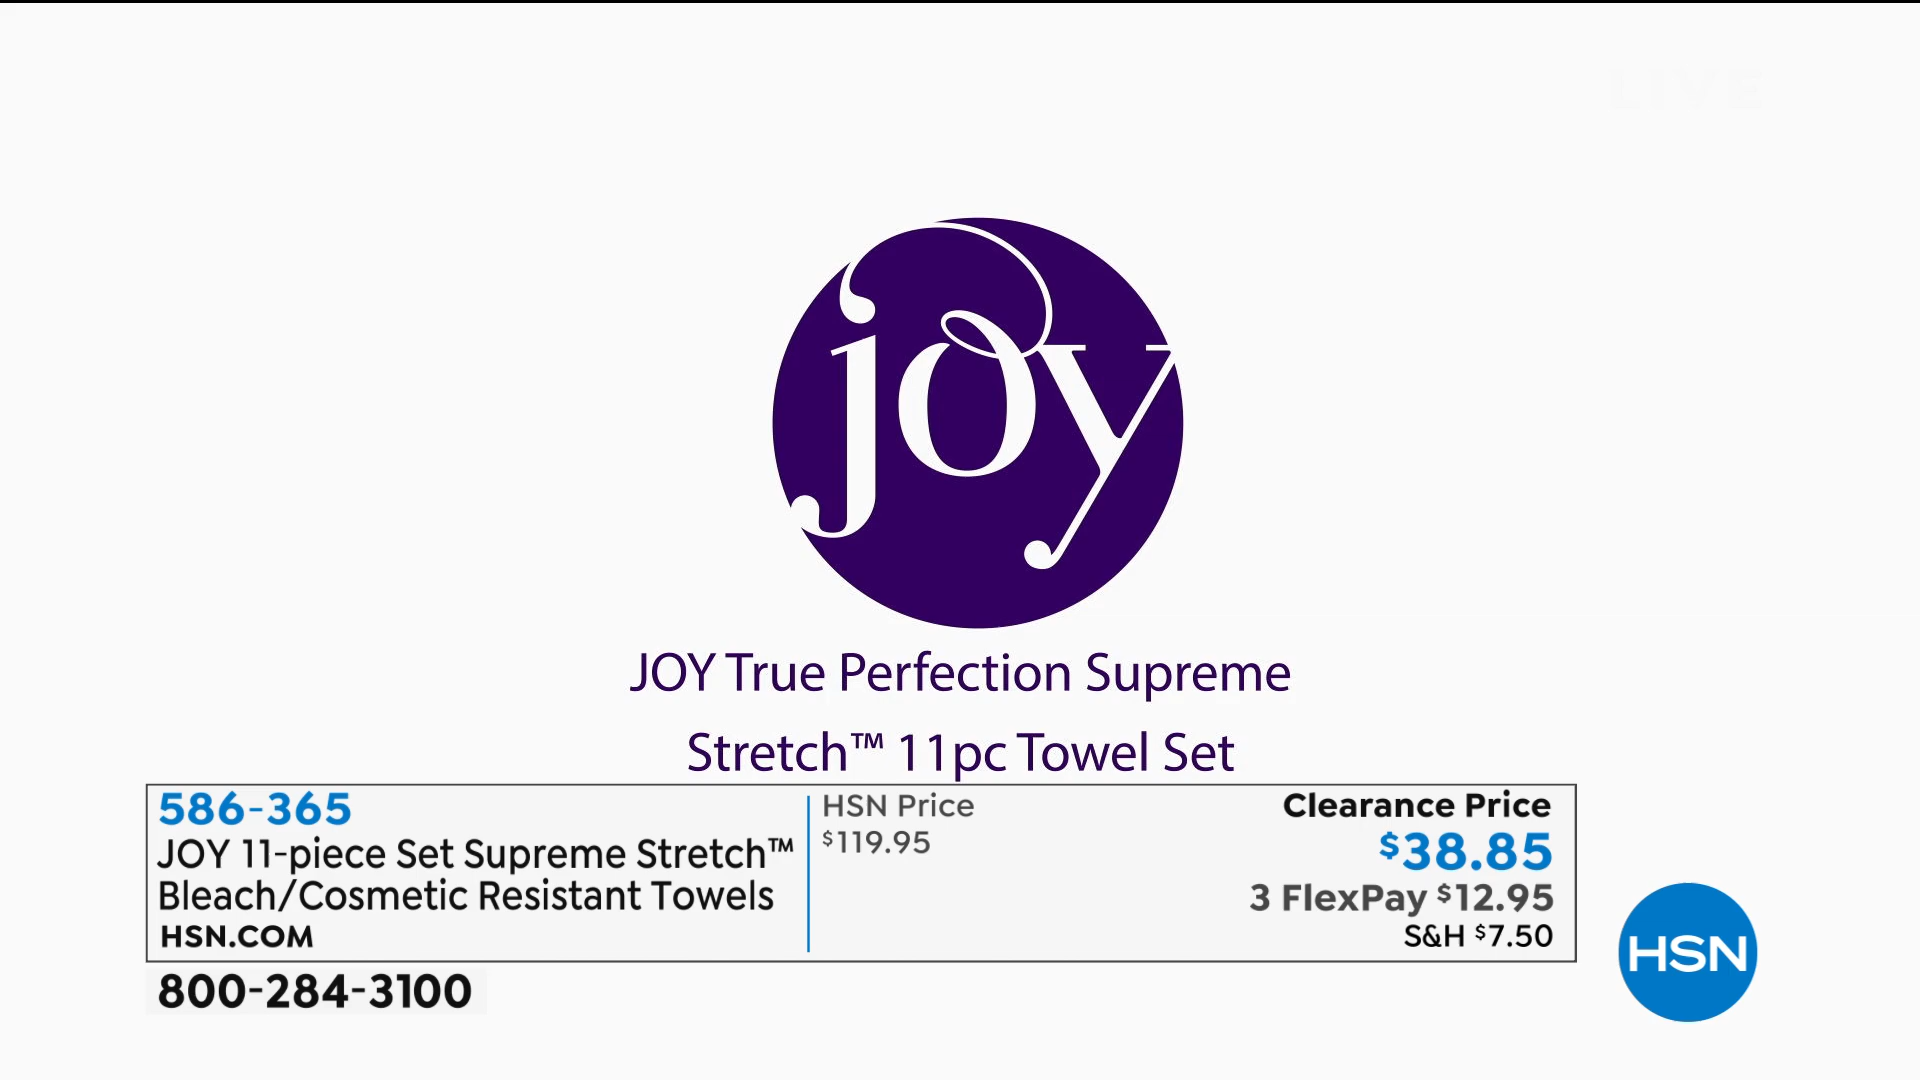 LIVE
joy
JOY True Perfection Supreme
Stretch™ 11pc Towel Set
586-365
JOY 11-piece Set Supreme Stretch™
Bleach/Cosmetic Resistant Towels
HSN.COM
HSN Price
$119.95
Clearance Price
$38.85
3 FlexPay $12.95
S&H $7.50
800-284-3100
HSN